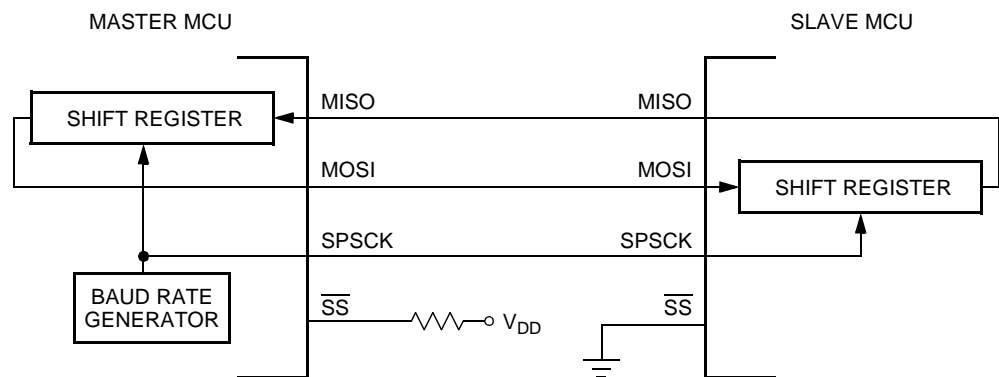 MASTER MCU
SLAVE MCU
SHIFT REGISTER
MISO
MISO
MOSI
MOSI
SHIFT REGISTER
SPSCK
SPSCK
BAUD RATE
GENERATOR
SS
VDD
SS